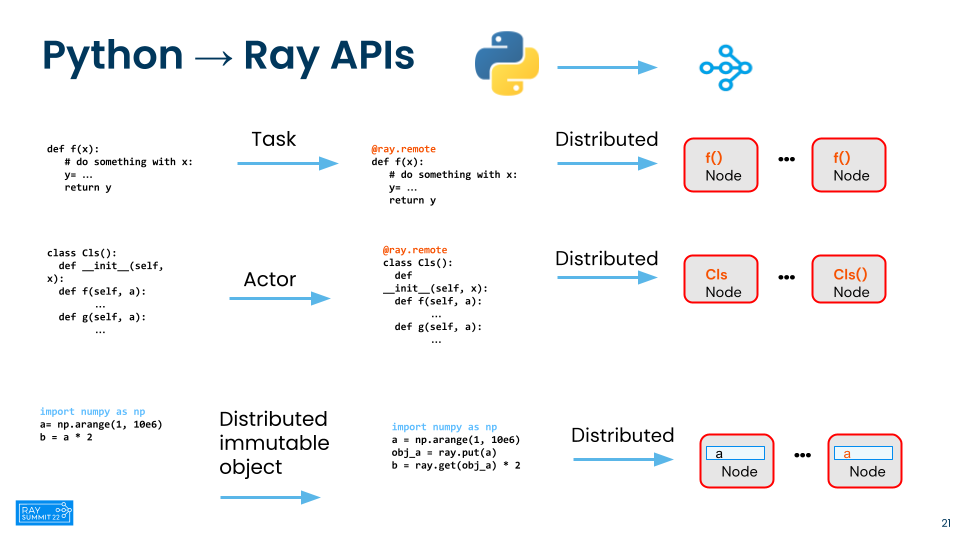 Python → Ray APIs
def f(x):
# do something with x:
y= …
return y
Task
@ray.remote
def f(x):
# do something with x:
y= …
return y
Distributed
f()
Node
•••
f()
Node
class Cls():
def __init__(self,
x):
def f(self, a):
…
def g(self, a):
…
Actor
@ray.remote
class Cls():
def
__init__(self, x):
def f(self, a):
…
def g(self, a):
…
Distributed
Cls
Node
•••
Cls()
Node
import numpy as np
a= np.arange(1, 10e6)
b = a * 2
Distributed
immutable
object
import numpy as np
a = np.arange(1, 10e6)
obj_a = ray.put(a)
b = ray.get(obj_a) * 2
Distributed
a
Node
•••
a
Node
RAY
SUMMIT 22
21